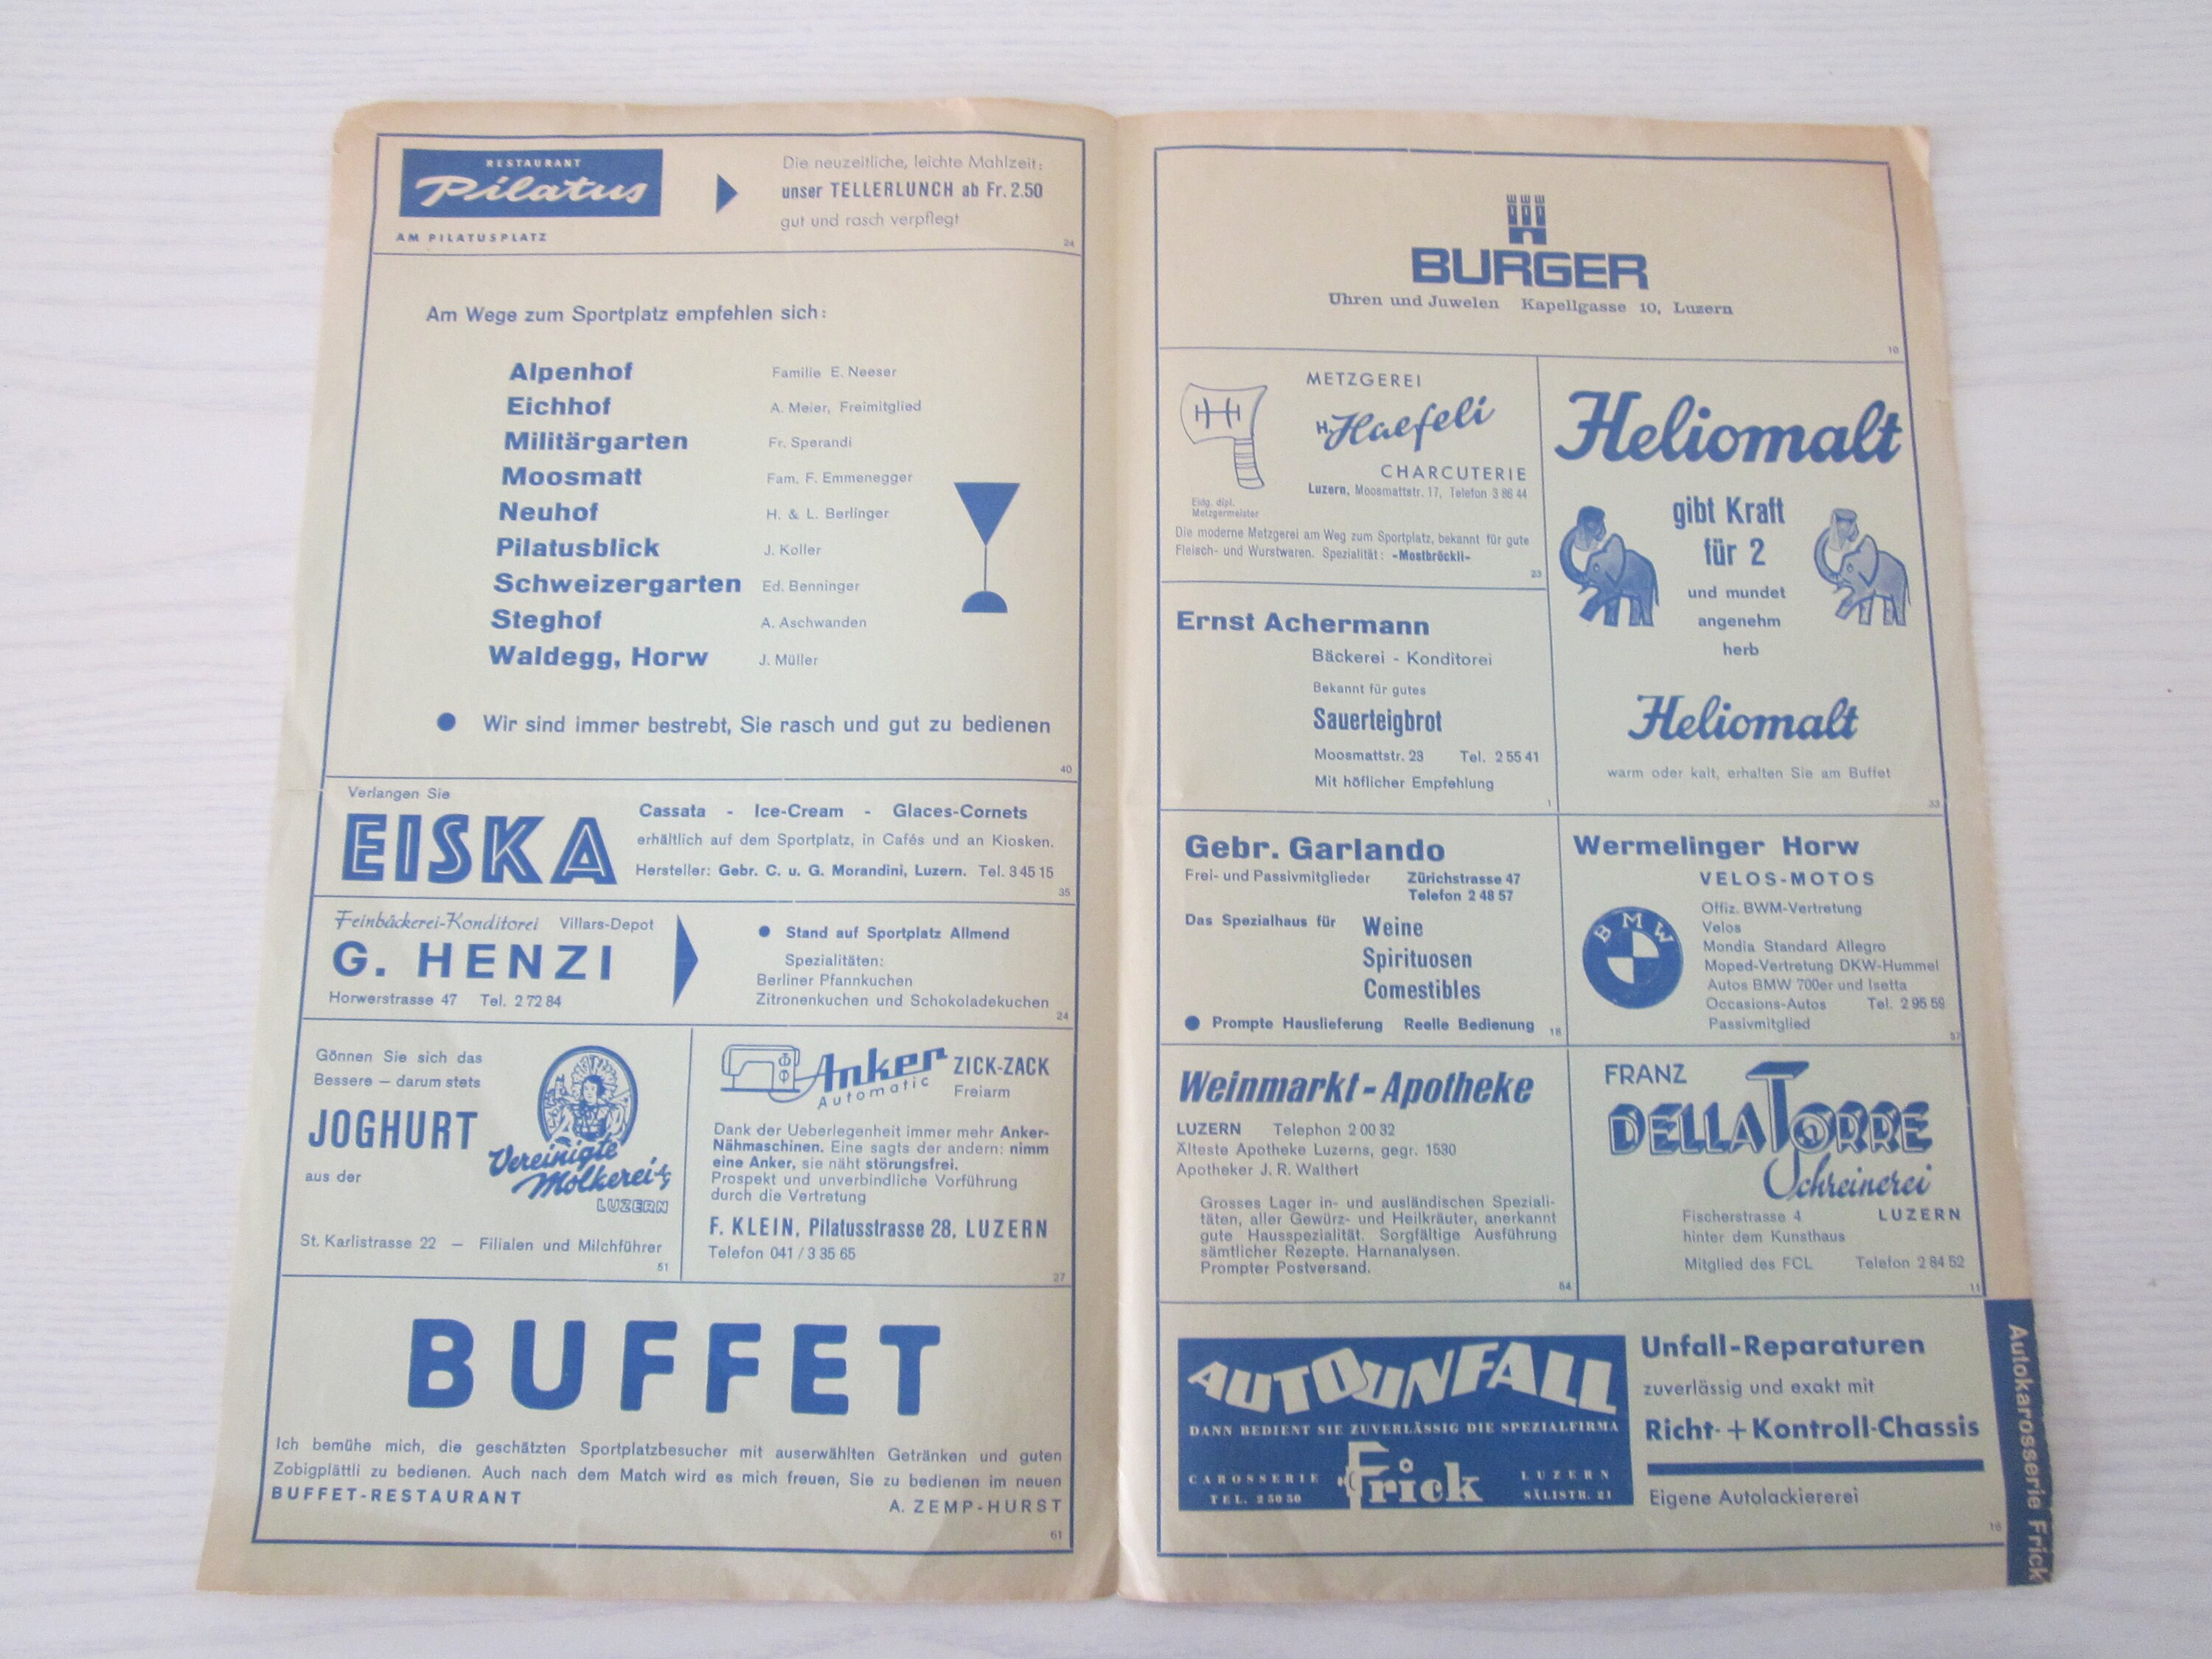 RESTAURANT
Pilatus
AM PILATUSPLATZ
Die neuzeitliche, leichte Mahlzeit:
unser TELLERLUNCH ab Fr. 2.50
gut und rasch verpflegt
24
Am Wege zum Sportplatz empfehlen sich:
Alpenhof Familie E. Neeser
Eichhof A. Meier, Freimitglied
Militärgarten Fr. Sperandi
Moosmatt Fam. F. Emmenegger
Neuhof H. & L. Berlinger
Pilatusblick J. Koller
Schweizergarten Ed. Benninger
Steghof A. Aschwanden
Waldegg, Horw J. Müller
● Wir sind immer bestrebt, Sie rasch und gut zu bedienen
40
Verlangen Sie
EISKA
Cassata - Ice-Cream - Glaces-Cornets
erhältlich auf dem Sportplatz, in Cafés und an Kiosken.
Hersteller: Gebr. C. u. G. Morandini, Luzern. Tel. 3 45 15
35
Feinbäckerei-Konditorei Villars-Depot
G. HENZI
Horwerstrasse 47 Tel. 2 72 84
● Stand auf Sportplatz Allmend
Spezialitäten:
Berliner Pfannkuchen
Zitronenkuchen und Schokoladekuchen
24
Gönnen Sie sich das
Bessere — darum stets
JOGHURT
aus der
Vereinigte
Molkerei
LUZERN
St. Karlistrasse 22 — Filialen und Milchführer
51
Anker
Automatic
ZICK-ZACK
Freiarm
Dank der Ueberlegenheit immer mehr Anker-
Nähmaschinen. Eine sagts der andern: nimm
eine Anker, sie näht störungsfrei.
Prospekt und unverbindliche Vorführung
durch die Vertretung
F. KLEIN, Pilatusstrasse 28, LUZERN
Telefon 041 / 3 35 65
27
BUFFET
Ich bemühe mich, die geschätzten Sportplatzbesucher mit auserwählten Getränken und guten
Zobigplättli zu bedienen. Auch nach dem Match wird es mich freuen, Sie zu bedienen im neuen
BUFFET-RESTAURANT
A. ZEMP-HURST
61
BURGER
Uhren und Juwelen Kapellgasse 10, Luzern
10
HH
Eidg. dipl.
Metzgermeister
METZGEREI
H. Haefeli
CHARCUTERIE
Luzern, Moosmattstr. 17, Telefon 3 86 44
Die moderne Metzgerei am Weg zum Sportplatz, bekannt für gute
Fleisch- und Wurstwaren. Spezialität: -Mostbröckli-
23
Heliomalt
gibt Kraft
für 2
und mundet
angenehm
herb
Heliomalt
warm oder kalt, erhalten Sie am Buffet
33
Ernst Achermann
Bäckerei - Konditorei
Bekannt für gutes
Sauerteigbrot
Moosmattstr. 23 Tel. 2 55 41
Mit höflicher Empfehlung
1
Gebr. Garlando
Frei- und Passivmitglieder
Zürichstrasse 47
Telefon 2 48 57
Das Spezialhaus für
Weine
Spirituosen
Comestibles
● Prompte Hauslieferung Reelle Bedienung
Wermelinger Horw
VELOS-MOTOS
BMW
Offiz. BWM-Vertretung
Velos
Mondia Standard Allegro
Moped-Vertretung DKW-Hummel
Autos BMW 700er und Isetta
Occasions-Autos Tel. 2 95 59
Passivmitglied
Weinmarkt-Apotheke
LUZERN Telephon 2 00 32
Älteste Apotheke Luzerns, gegr. 1530
Apotheker J. R. Walthert
Grosses Lager in- und ausländischen Speziali-
täten, aller Gewürz- und Heilkräuter, anerkannt
gute Hausspezialität. Sorgfältige Ausführung
sämtlicher Rezepte. Harnanalysen.
Prompter Postversand.
FRANZ
DELLA TORRE
Schreinerei
Fischerstrasse 4 LUZERN
hinter dem Kunsthaus
Mitglied des FCL Telefon 2 84 52
11
AUTOUNFALL
DANN BEDIENT SIE ZUVERLÄSSIG DIE SPEZIALFIRMA
CAROSSERIE
TEL. 2 50 50
Frick
LUZERN
SÄLISTR. 21
Unfall-Reparaturen
zuverlässig und exakt mit
Richt- + Kontroll-Chassis
Eigene Autolackiererei
Autokarosserie Frick